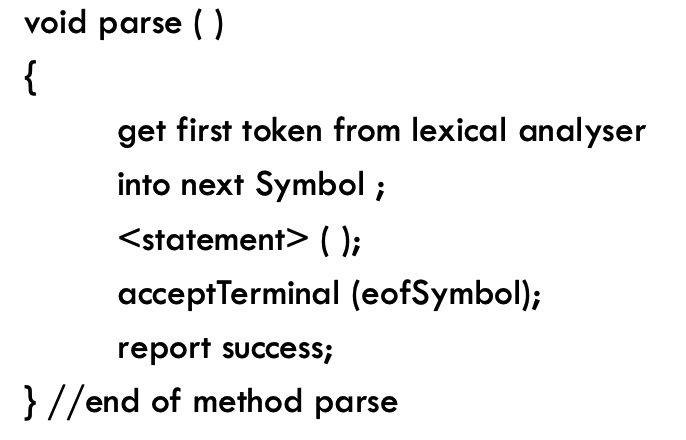 void parse ( )
{
get first token from lexical analyser
into next Symbol ;
<statement> ( );
acceptTerminal (eofSymbol);
report success;
} //end of method parse